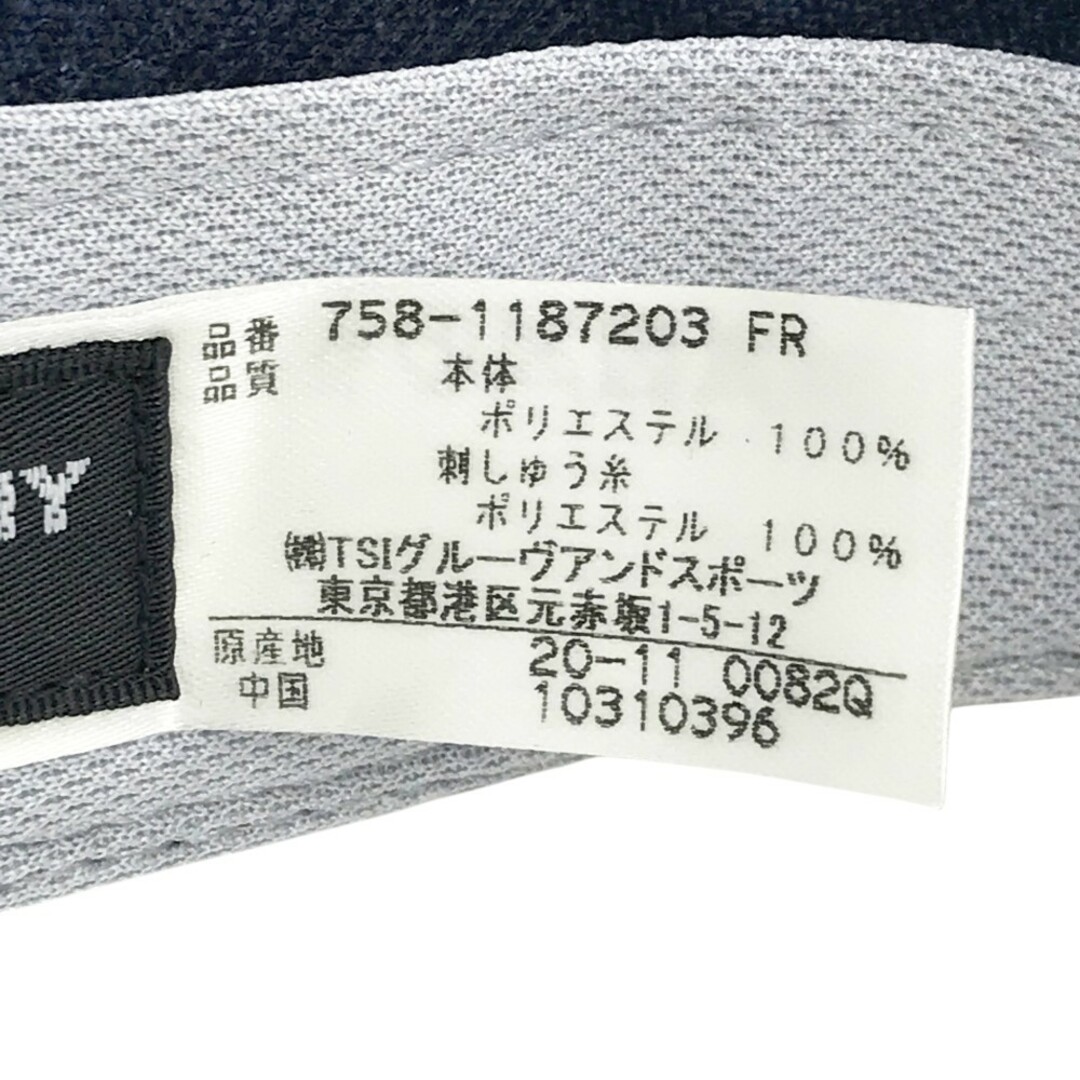 品番 758-1187203 FR
品質 本体
ポリエステル 100%
刺しゅう糸
ポリエステル 100%
㈱TSIグルーヴアンドスポーツ
東京都港区元赤坂1-5-12
原産地 20-11 0082Q
中国 10310396